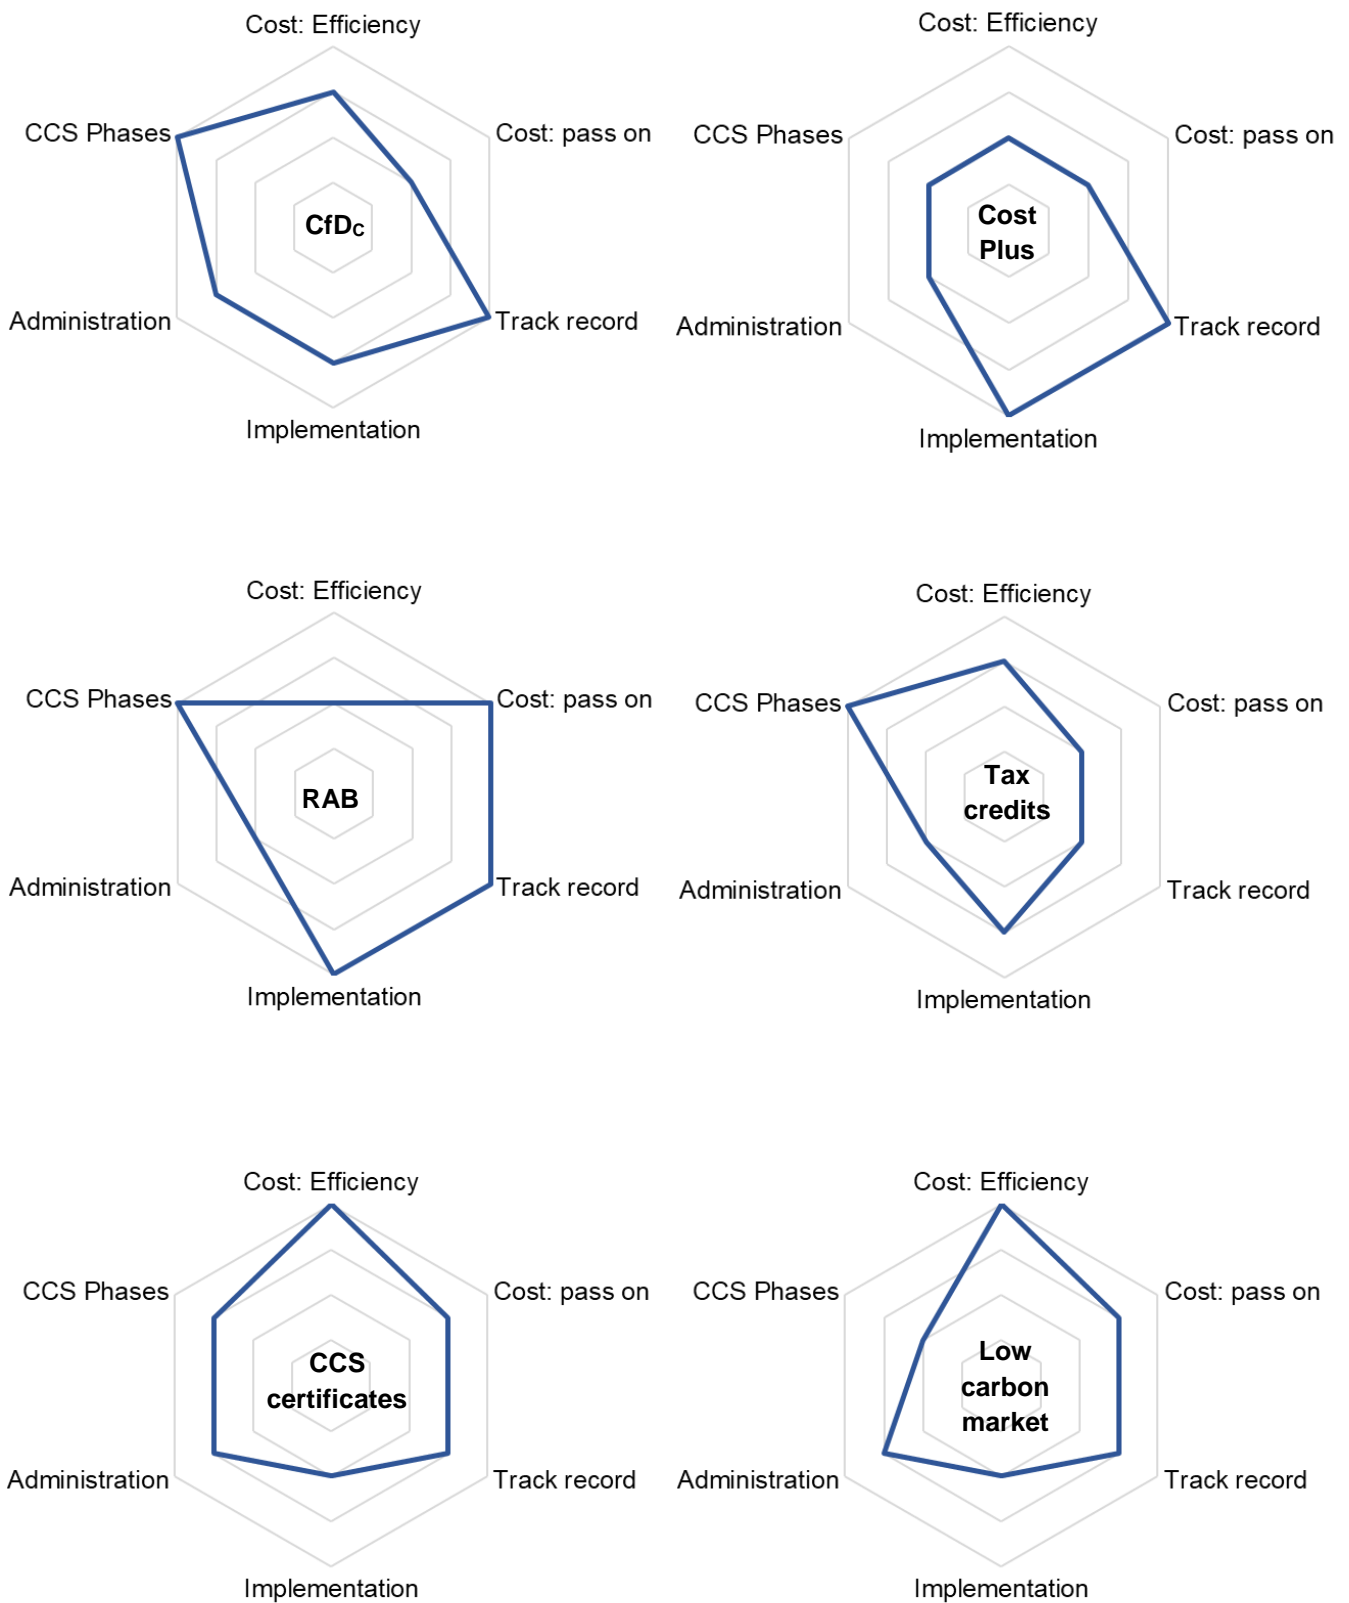 Cost: Efficiency
CCS Phases
Cost: pass on
CfDC
Administration
Track record
Implementation
Cost: Efficiency
CCS Phases
Cost: pass on
Cost
Plus
Administration
Track record
Implementation
Cost: Efficiency
CCS Phases
Cost: pass on
RAB
Administration
Track record
Implementation
Cost: Efficiency
CCS Phases
Cost: pass on
Tax
credits
Administration
Track record
Implementation
Cost: Efficiency
CCS Phases
Cost: pass on
CCS
certificates
Administration
Track record
Implementation
Cost: Efficiency
CCS Phases
Cost: pass on
Low
carbon
market
Administration
Track record
Implementation